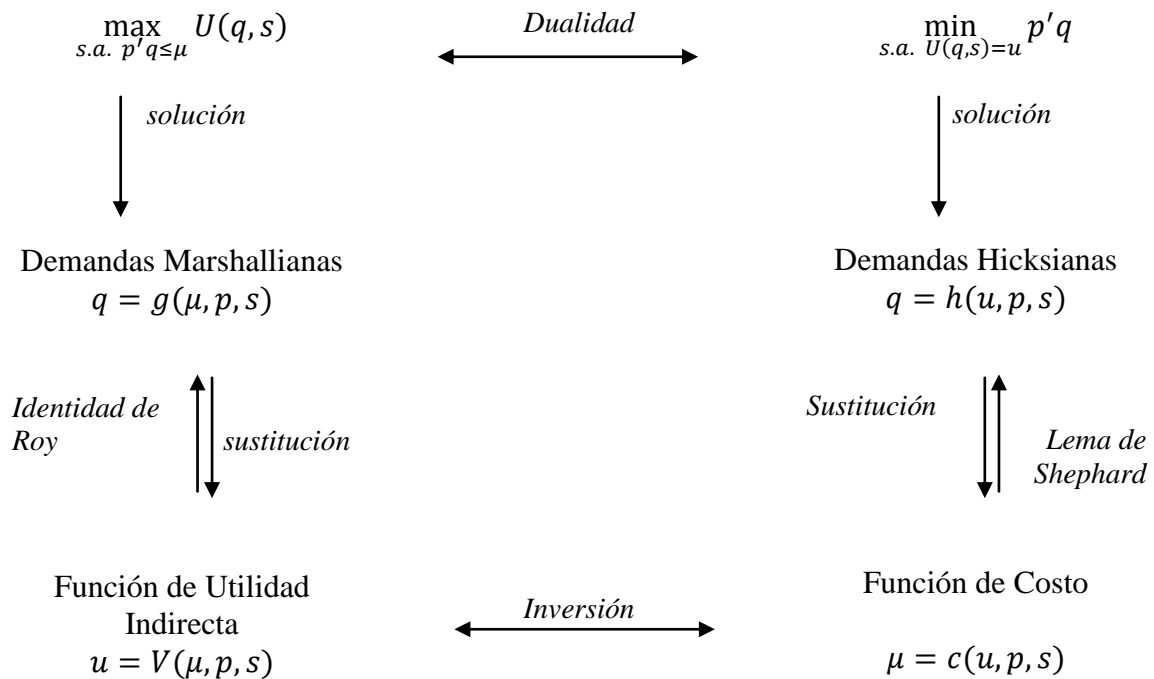 max U(q, s)
s.a. p′q≤μ
Dualidad
min p′q
s.a. U(q,s)=u
solución
solución
Demandas Marshallianas
q = g(μ, p, s)
Demandas Hicksianas
q = h(u, p, s)
Identidad de
Roy
sustitución
Sustitución
Lema de
Shephard
Función de Utilidad
Indirecta
u = V(μ, p, s)
Inversión
Función de Costo
μ = c(u, p, s)